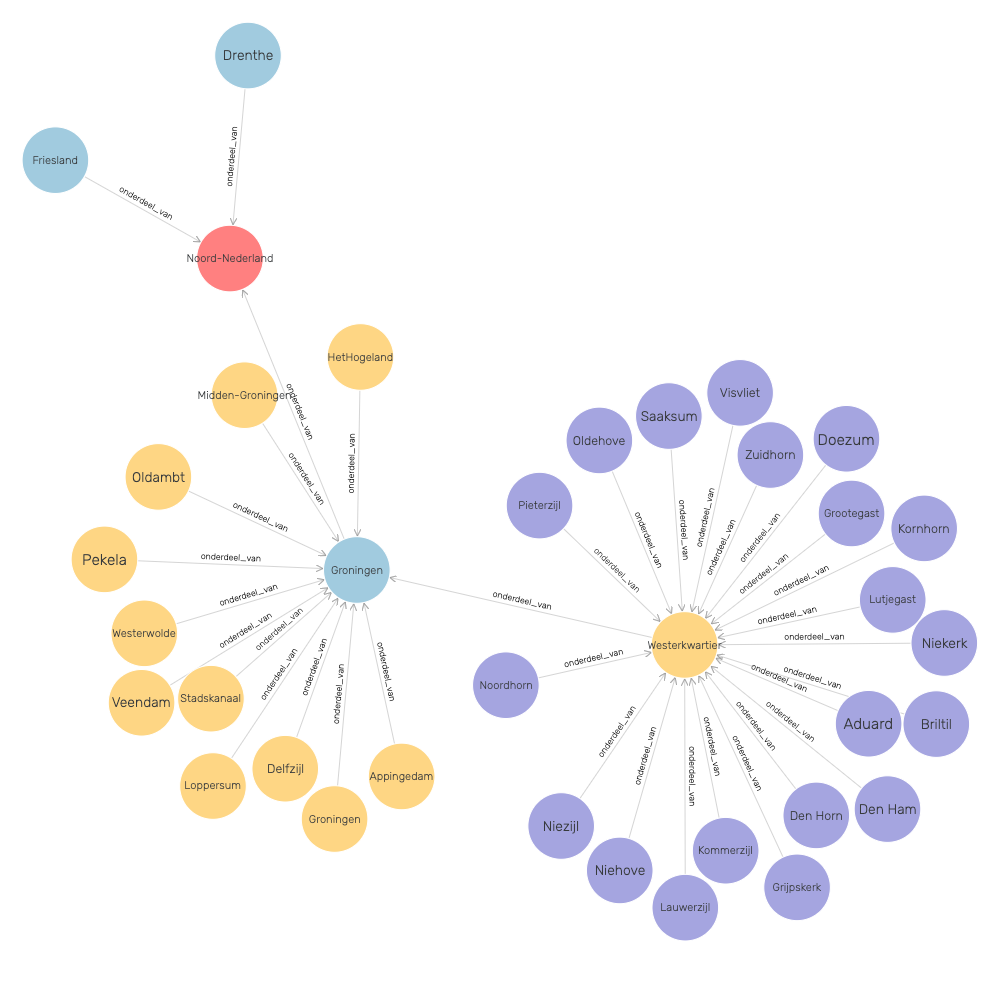 Drenthe
onderdeel_van
Friesland
onderdeel_van
Noord-Nederland
HetHogeland
Midden-Groningen
onderdeel_van
onderdeel_van
onderdeel_van
Oldambt
onderdeel_van
Pekela
onderdeel_van
Groningen
onderdeel_van
onderdeel_van
onderdeel_van
Westerwolde
onderdeel_van
onderdeel_van
onderdeel_van
onderdeel_van
Veendam
Stadskanaal
Loppersum
Delfzijl
Groningen
Appingedam
onderdeel_van
Visvliet
Saaksum
Oldehove
Zuidhorn
Doezum
Pieterzijl
Grootegast
Kornhorn
onderdeel_van
onderdeel_van
onderdeel_van
onderdeel_van
onderdeel_van
onderdeel_van
onderdeel_van
onderdeel_van
Lutjegast
onderdeel_van
Niekerk
onderdeel_van
Westerkwartier
onderdeel_van
Noordhorn
onderdeel_van
onderdeel_van
Aduard
Briltil
onderdeel_van
onderdeel_van
onderdeel_van
onderdeel_van
onderdeel_van
onderdeel_van
onderdeel_van
Den Ham
Den Horn
Niezijl
Kommerzijl
Niehove
Grijpskerk
Lauwerzijl